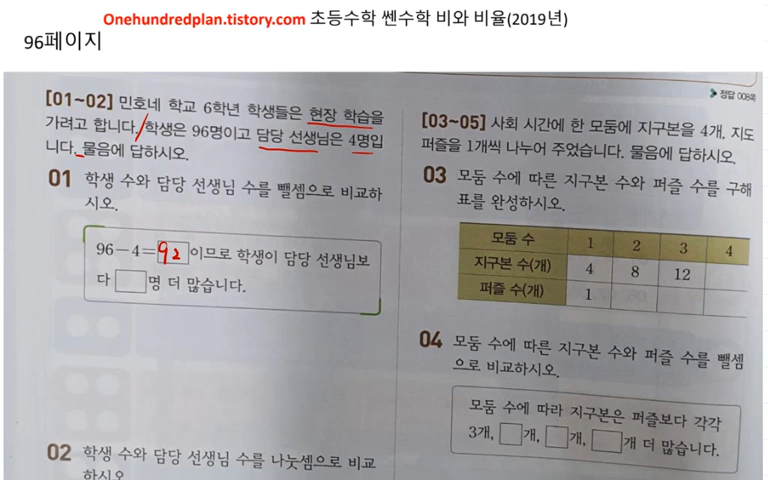 Onehundredplan.tistory.com 초등수학 쎈수학 비와 비율(2019년)
96페이지
정답 008쪽
[01~02] 민호네 학교 6학년 학생들은 현장 학습을
가려고 합니다. 학생은 96명이고 담당 선생님은 4명입
니다. 물음에 답하시오.
01 학생 수와 담당 선생님 수를 뺄셈으로 비교하
시오.
96-4=92이므로 학생이 담당 선생님보
다 □명 더 많습니다.
02 학생 수와 담당 선생님 수를 나눗셈으로 비교
하시오
[03~05] 사회 시간에 한 모둠에 지구본을 4개, 지도
퍼즐을 1개씩 나누어 주었습니다. 물음에 답하시오.
03 모둠 수에 따른 지구본 수와 퍼즐 수를 구해
표를 완성하시오.
모둠 수 1 2 3 4
지구본 수(개) 4 8 12
퍼즐 수(개) 1
04 모둠 수에 따른 지구본 수와 퍼즐 수를 뺄셈
으로 비교하시오.
모둠 수에 따라 지구본은 퍼즐보다 각각
3개, □개, □개, □개 더 많습니다.